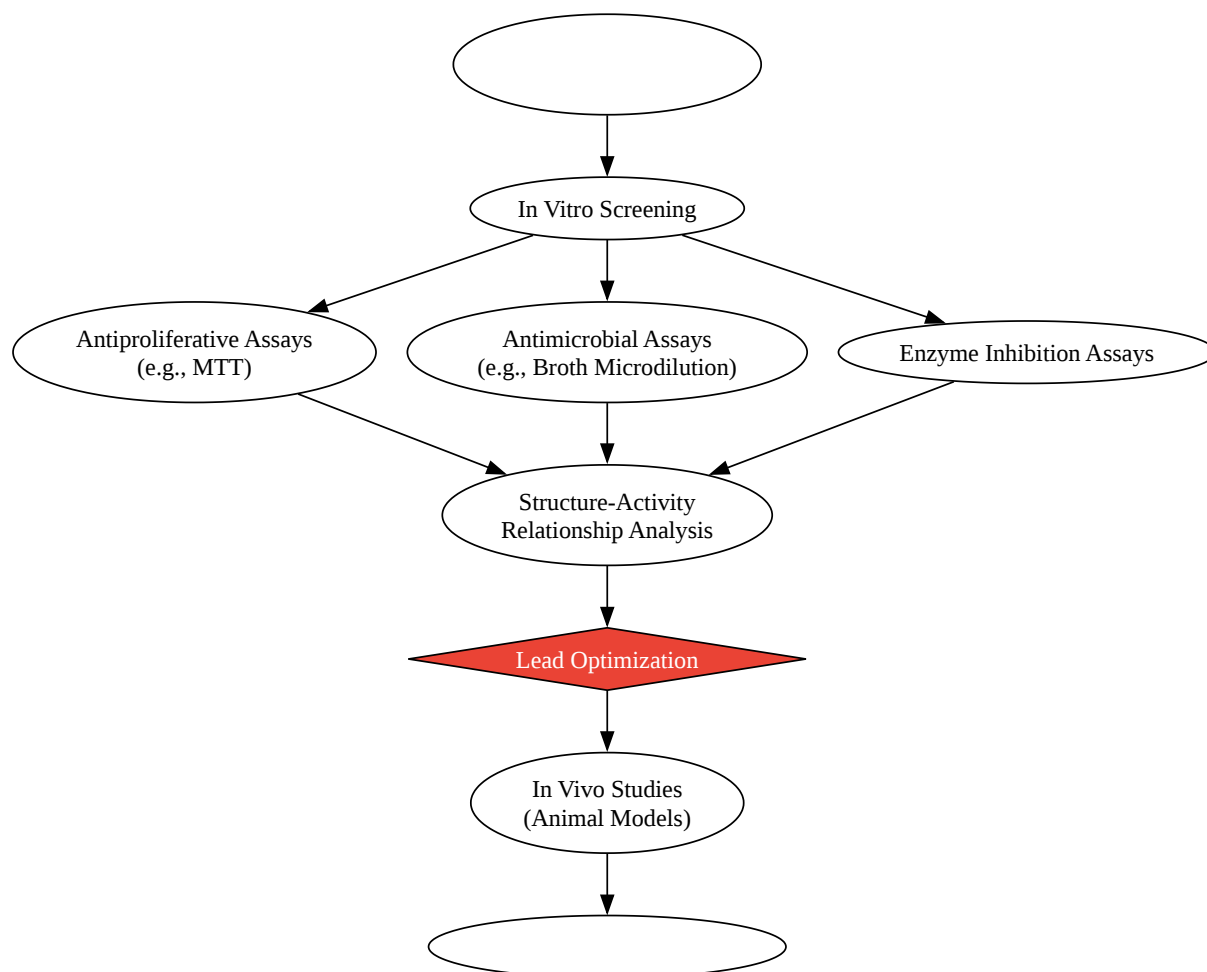 In Vitro Screening
Antiproliferative Assays
(e.g., MTT)
Antimicrobial Assays
(e.g., Broth Microdilution)
Enzyme Inhibition Assays
Structure-Activity
Relationship Analysis
Lead Optimization
In Vivo Studies
(Animal Models)